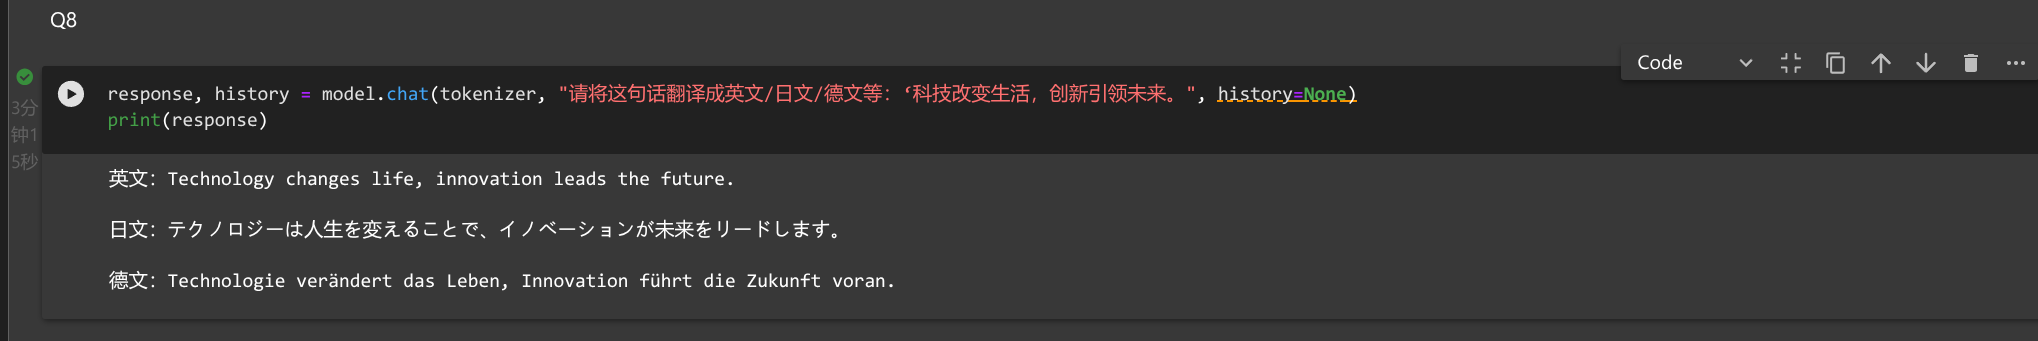 Q8
Code
response, history = model.chat(tokenizer, "请将这句话翻译成英文/日文/德文等：‘科技改变生活，创新引领未来。", history=None)
print(response)
3分
钟1
5秒
英文：Technology changes life, innovation leads the future.
日文：テクノロジーは人生を変えることで、イノベーションが未来をリードします。
德文：Technologie verändert das Leben, Innovation führt die Zukunft voran.